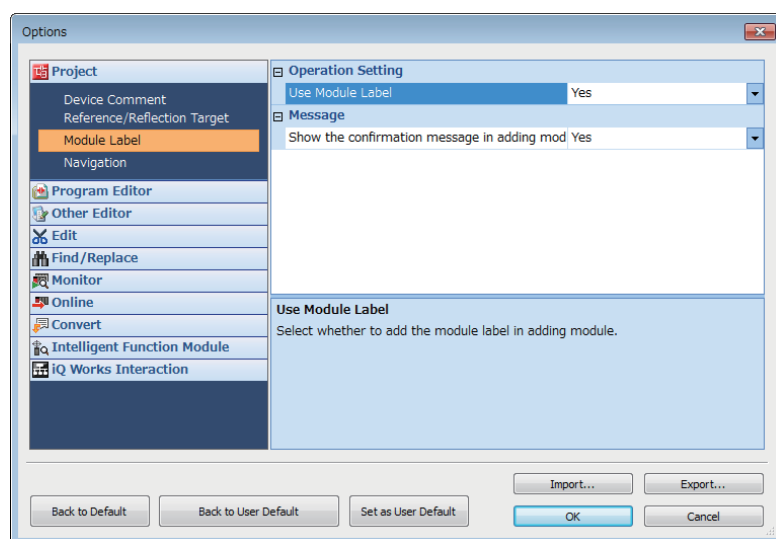 Options
Project
Device Comment
Reference/Reflection Target
Module Label
Navigation
Program Editor
Other Editor
Edit
Find/Replace
Monitor
Online
Convert
Intelligent Function Module
iQ Works Interaction
Operation Setting
Use Module Label Yes
Message
Show the confirmation message in adding mod Yes
Use Module Label
Select whether to add the module label in adding module.
Import... Export...
Back to Default Back to User Default Set as User Default OK Cancel